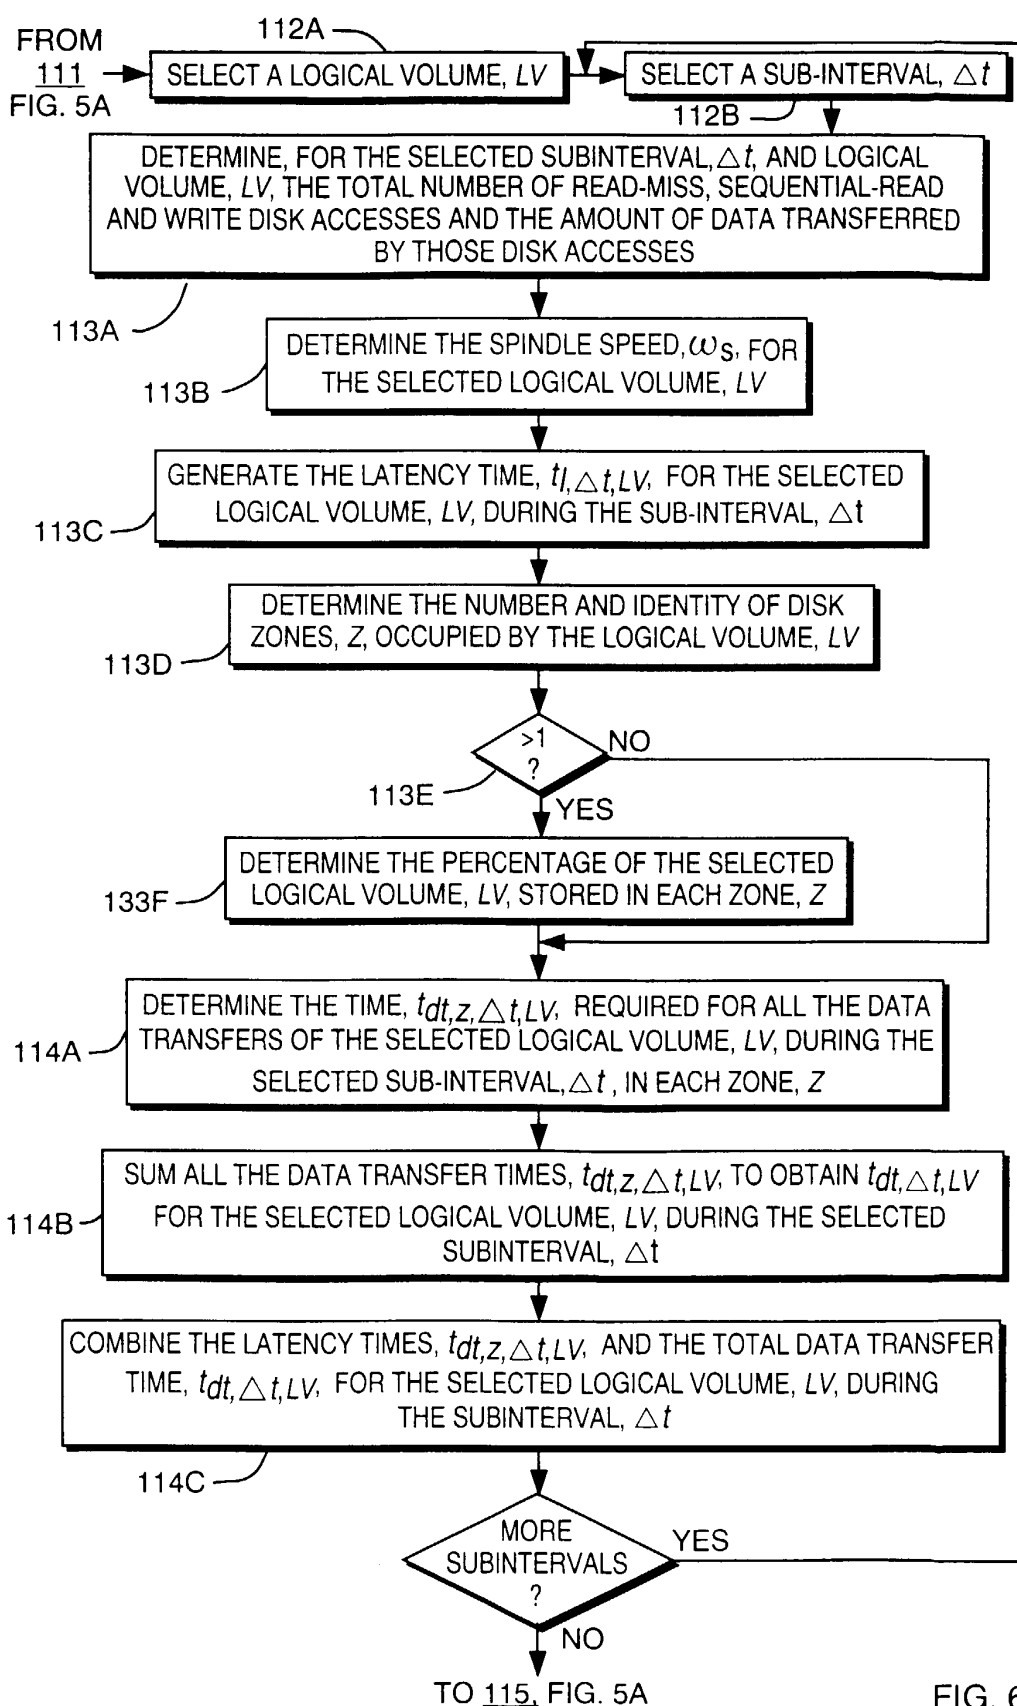 FROM
111
FIG. 5A
112A
SELECT A LOGICAL VOLUME, LV
SELECT A SUB-INTERVAL, △t
112B
DETERMINE, FOR THE SELECTED SUBINTERVAL, △t, AND LOGICAL
VOLUME, LV, THE TOTAL NUMBER OF READ-MISS, SEQUENTIAL-READ
AND WRITE DISK ACCESSES AND THE AMOUNT OF DATA TRANSFERRED
BY THOSE DISK ACCESSES
113A
DETERMINE THE SPINDLE SPEED, ωs, FOR
THE SELECTED LOGICAL VOLUME, LV
113B
GENERATE THE LATENCY TIME, tl,△t,LV, FOR THE SELECTED
LOGICAL VOLUME, LV, DURING THE SUB-INTERVAL, △t
113C
DETERMINE THE NUMBER AND IDENTITY OF DISK
ZONES, Z, OCCUPIED BY THE LOGICAL VOLUME, LV
113D
>1
?
NO
113E
YES
DETERMINE THE PERCENTAGE OF THE SELECTED
LOGICAL VOLUME, LV, STORED IN EACH ZONE, Z
133F
DETERMINE THE TIME, tdt,z,△t,LV, REQUIRED FOR ALL THE DATA
TRANSFERS OF THE SELECTED LOGICAL VOLUME, LV, DURING THE
SELECTED SUB-INTERVAL, △t, IN EACH ZONE, Z
114A
SUM ALL THE DATA TRANSFER TIMES, tdt,z,△t,LV, TO OBTAIN tdt,△t,LV
FOR THE SELECTED LOGICAL VOLUME, LV, DURING THE SELECTED
SUBINTERVAL, △t
114B
COMBINE THE LATENCY TIMES, tdt,z,△t,LV, AND THE TOTAL DATA TRANSFER
TIME, tdt,△t,LV, FOR THE SELECTED LOGICAL VOLUME, LV, DURING
THE SUBINTERVAL, △t
114C
MORE
SUBINTERVALS
?
YES
NO
TO 115, FIG. 5A
FIG. 6